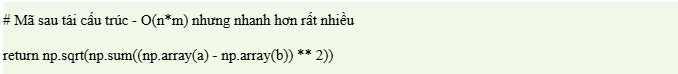 # Mã sau tái cấu trúc - O(n*m) nhưng nhanh hơn rất nhiều
return np.sqrt(np.sum((np.array(a) - np.array(b)) ** 2))